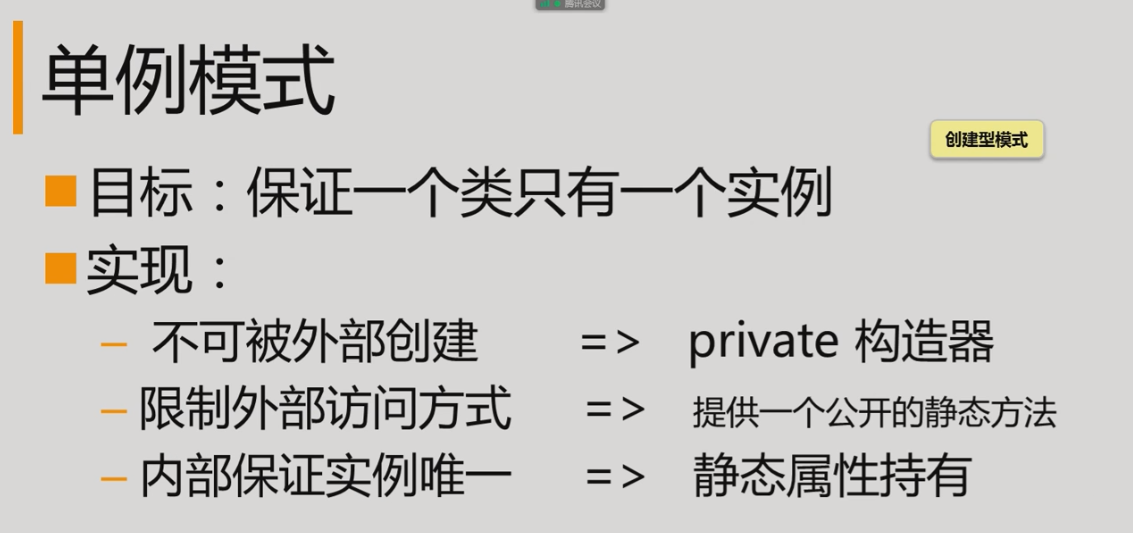 腾讯会议
单例模式
创建型模式
目标：保证一个类只有一个实例
实现：
– 不可被外部创建 => private 构造器
– 限制外部访问方式 => 提供一个公开的静态方法
– 内部保证实例唯一 => 静态属性持有